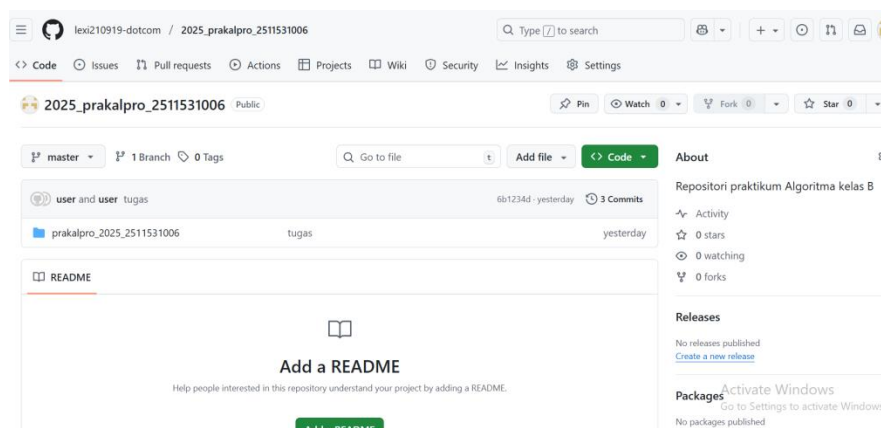 lexi210919-dotcom / 2025_prakalpro_2511531006
Type / to search
Code Issues Pull requests Actions Projects Wiki Security Insights Settings
2025_prakalpro_2511531006 Public
Pin Watch 0 Fork 0 Star 0
master 1 Branch 0 Tags
Go to file t Add file Code
user and user tugas 6b1234d · yesterday 3 Commits
prakalpro_2025_2511531006 tugas yesterday
README
Add a README
Help people interested in this repository understand your project by adding a README.
About
Repositori praktikum Algoritma kelas B
Activity
0 stars
0 watching
0 forks
Releases
No releases published
Create a new release
Packages
No packages published
Activate Windows
Go to Settings to activate Windows